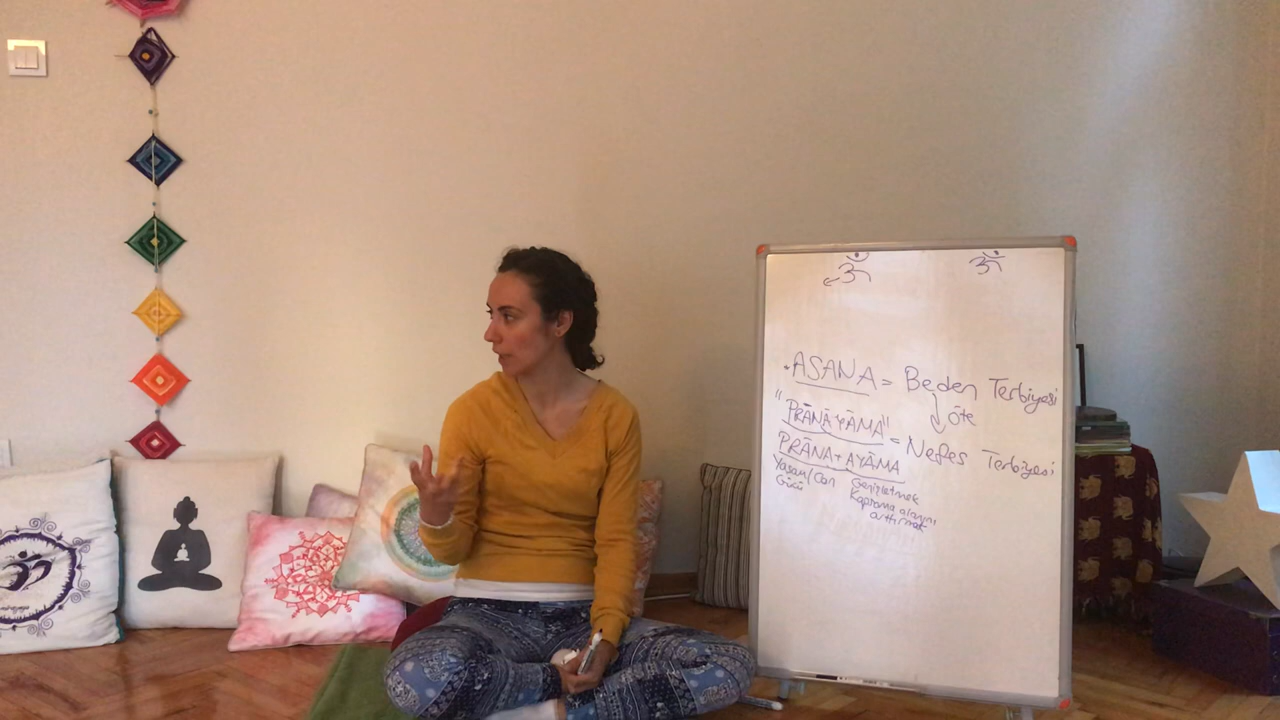 ॐ ॐ
• ASANA = Beden Terbiyesi
Öte
"PRĀNĀYĀMA"
= Nefes Terbiyesi
PRĀNA + AYĀMA
Yaşam/Can Genişletmek
Gücü Kapsama alanını
arttırmak